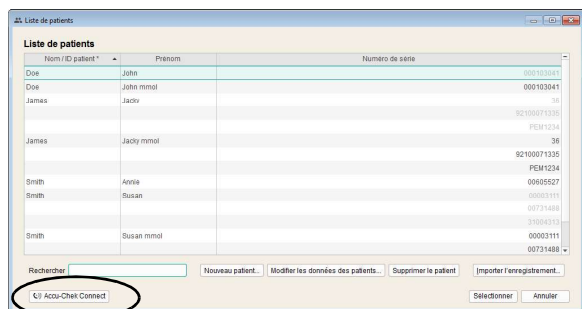 Liste de patients
Liste de patients
Nom / ID patient * Prénom Numéro de série
Doe John 000103041
Doe John mmol 000103041
James Jacky 36
92100071335
PEM1234
James Jacky mmol 36
92100071335
PEM1234
Smith Annie 00605527
Smith Susan 00003111
00731488
31004313
Smith Susan mmol 00003111
00731488
Rechercher Nouveau patient... Modifier les données des patients... Supprimer le patient Importer l'enregistrement...
Accu-Chek Connect Sélectionner Annuler